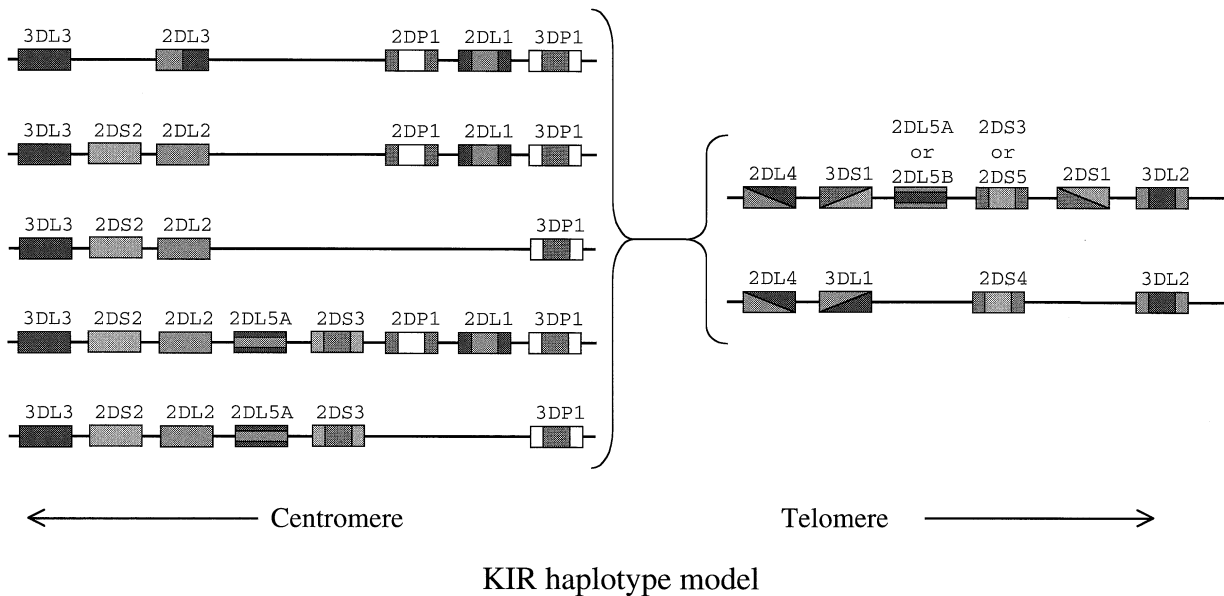 3DL3 2DL3 2DP1 2DL1 3DP1
3DL3 2DS2 2DL2 2DP1 2DL1 3DP1
3DL3 2DS2 2DL2 3DP1
3DL3 2DS2 2DL2 2DL5A 2DS3 2DP1 2DL1 3DP1
3DL3 2DS2 2DL2 2DL5A 2DS3 3DP1
2DL5A 2DS3
or or
2DL4 3DS1 2DL5B 2DS5 2DS1 3DL2
2DL4 3DL1 2DS4 3DL2
Centromere Telomere
KIR haplotype model